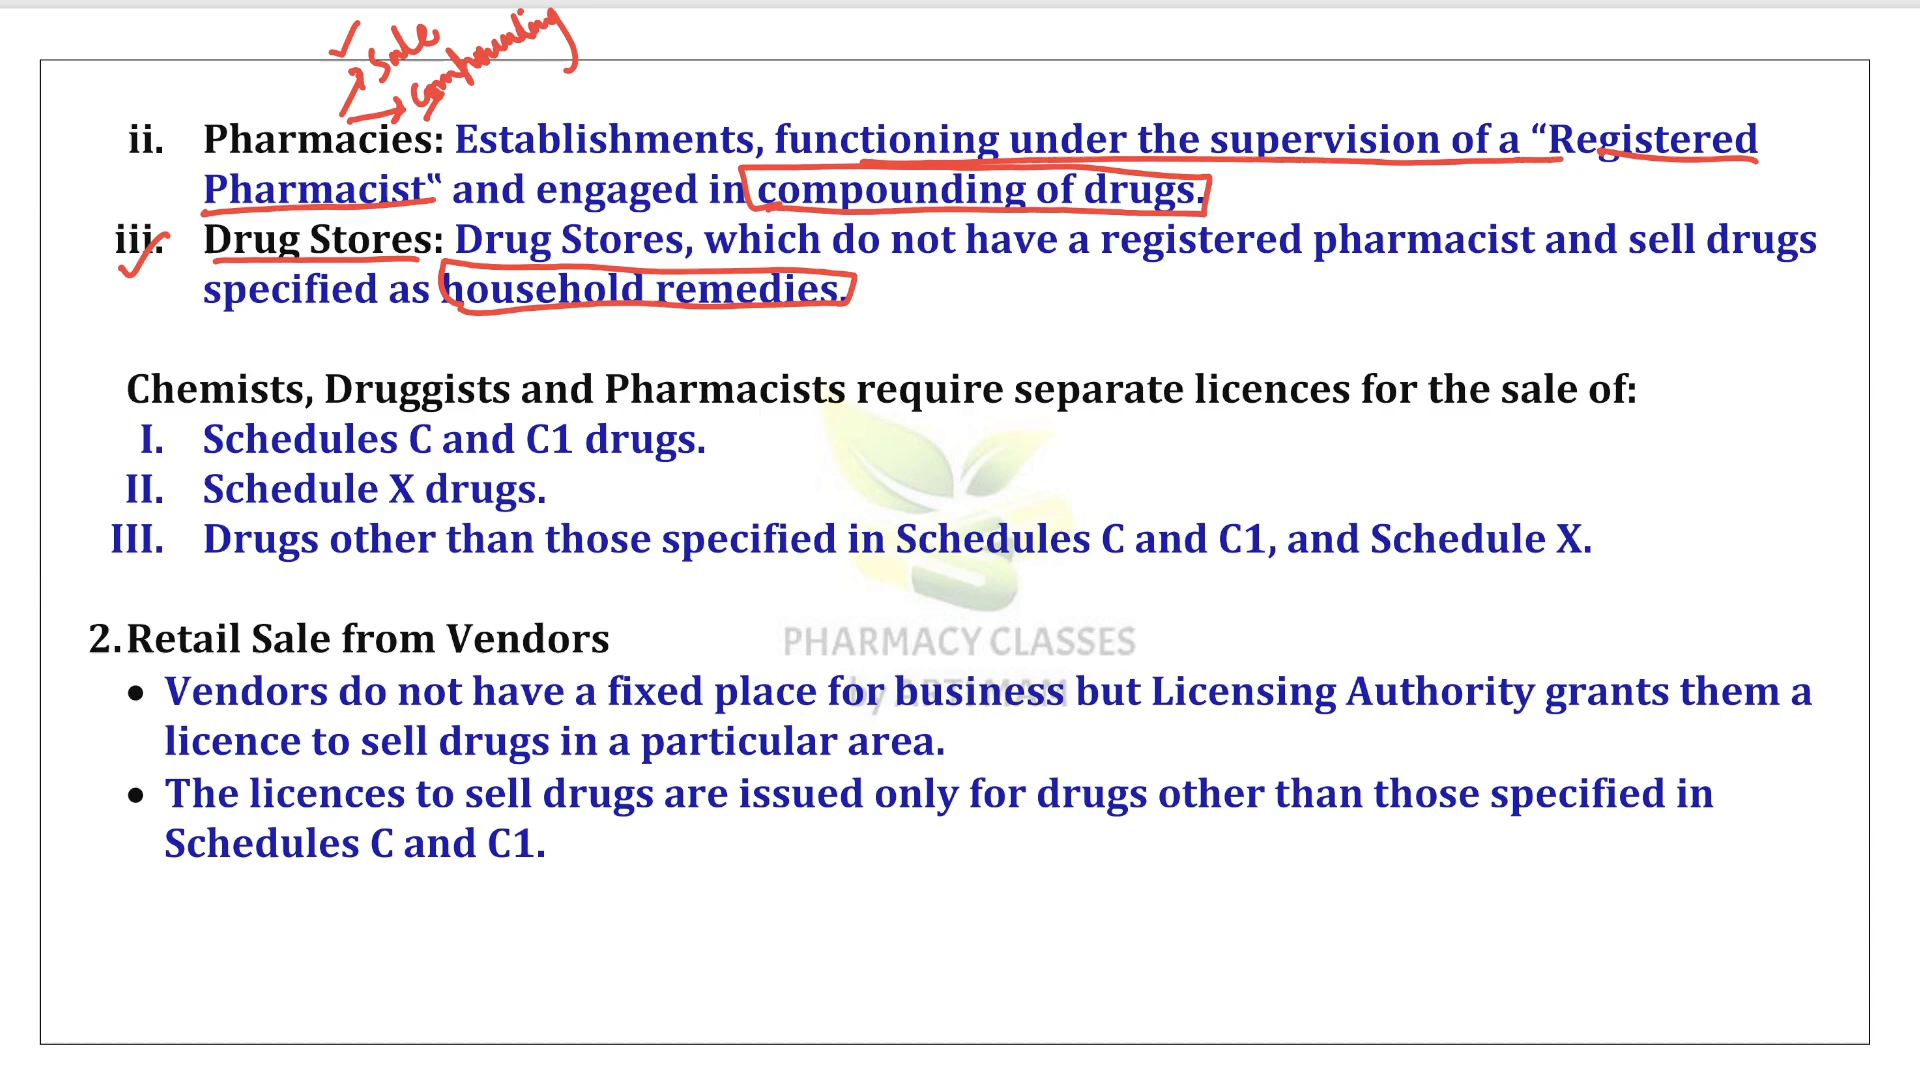 ✓
Sale
Compounding
ii. Pharmacies: Establishments, functioning under the supervision of a “Registered
Pharmacist‟ and engaged in compounding of drugs.
iii. Drug Stores: Drug Stores, which do not have a registered pharmacist and sell drugs
specified as household remedies.
Chemists, Druggists and Pharmacists require separate licences for the sale of:
I. Schedules C and C1 drugs.
II. Schedule X drugs.
III. Drugs other than those specified in Schedules C and C1, and Schedule X.
2. Retail Sale from Vendors
PHARMACY CLASSES
• Vendors do not have a fixed place for business but Licensing Authority grants them a
licence to sell drugs in a particular area.
• The licences to sell drugs are issued only for drugs other than those specified in
Schedules C and C1.